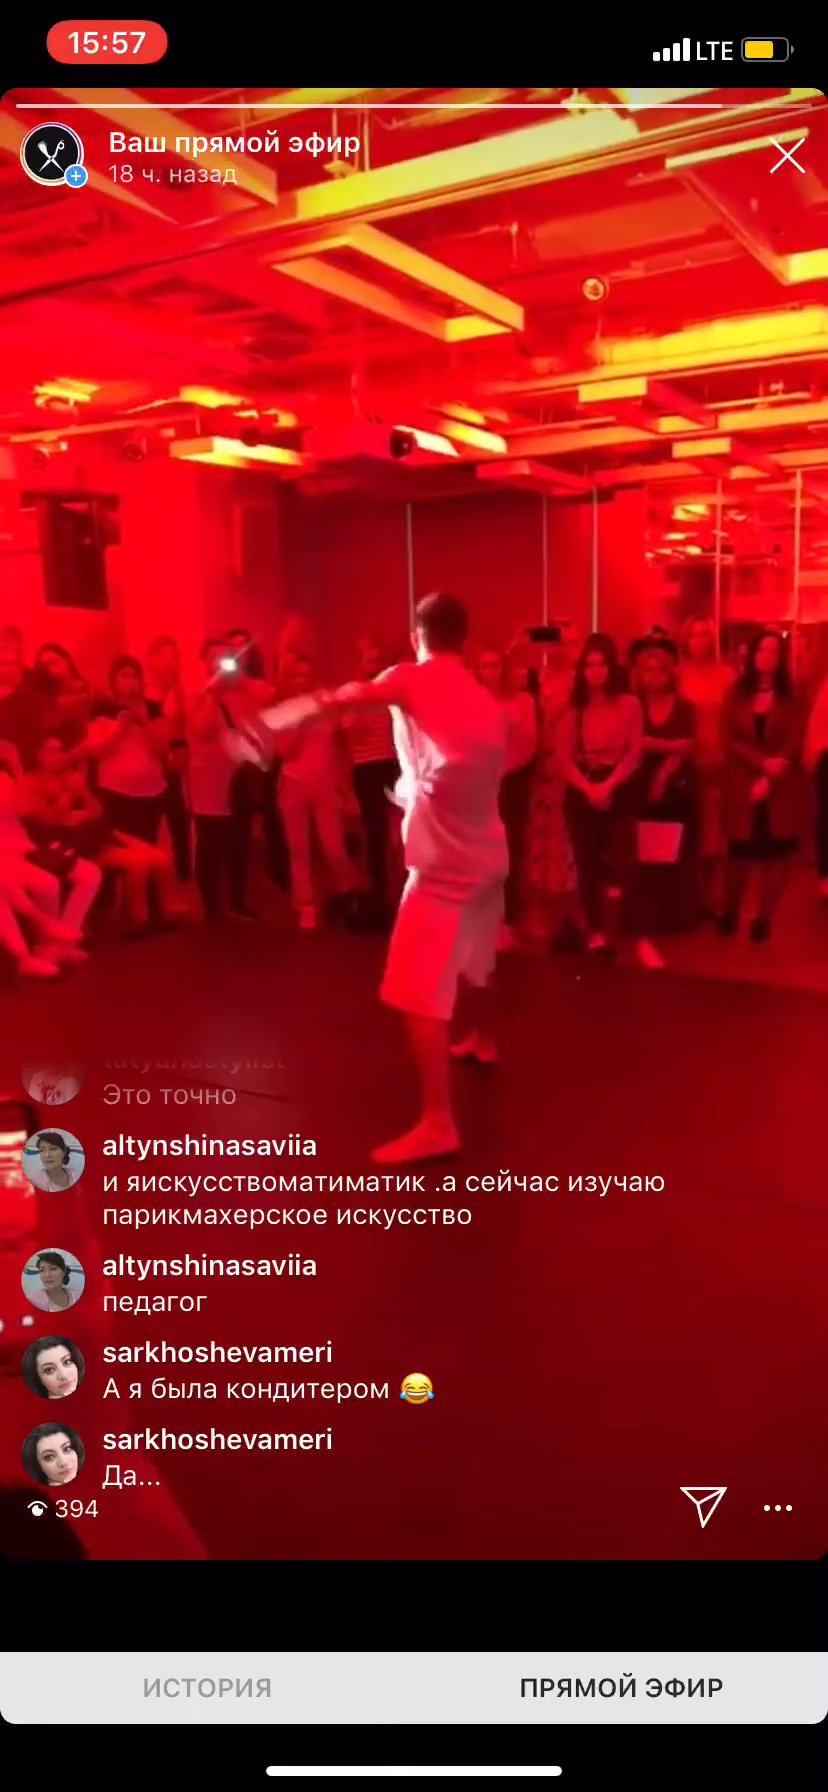 15:57
LTE
Ваш прямой эфир
18 ч. назад
Это точно
altynshinasaviia
и яискусствоматиматик .а сейчас изучаю
парикмахерское искусство
altynshinasaviia
педагог
sarkhoshevameri
А я была кондитером 😂
sarkhoshevameri
Да...
394
ИСТОРИЯ
ПРЯМОЙ ЭФИР